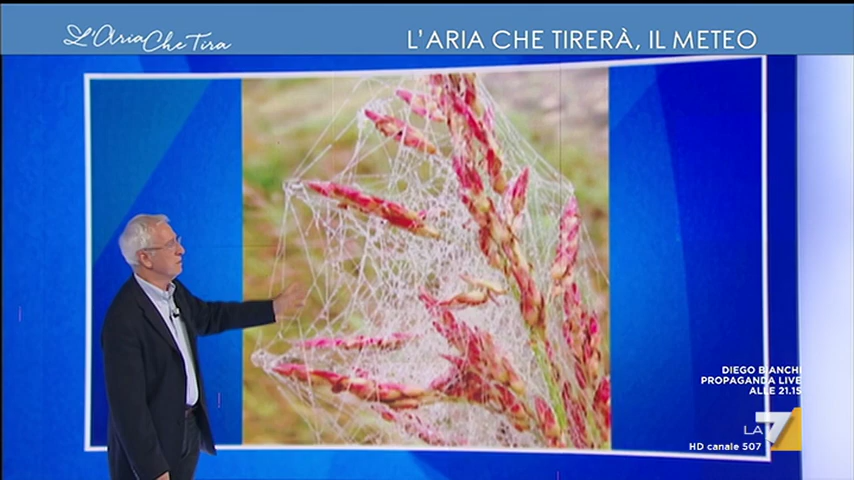 L'Aria Che Tira
L'ARIA CHE TIRERÀ, IL METEO
DIEGO BIANCHI
PROPAGANDA LIVE
ALLE 21.15
LA 7
HD canale 507